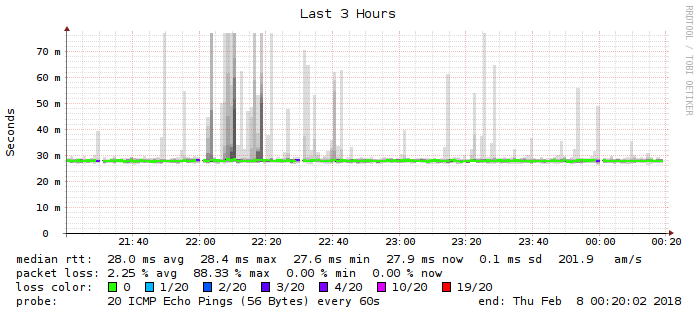 Last 3 Hours
RRDTOOL / TOBI OETIKER
Seconds
70 m
60 m
50 m
40 m
30 m
20 m
10 m
0
21:40 22:00 22:20 22:40 23:00 23:20 23:40 00:00 00:20
median rtt: 28.0 ms avg 28.4 ms max 27.6 ms min 27.9 ms now 0.1 ms sd 201.9 am/s
packet loss: 2.25 % avg 88.33 % max 0.00 % min 0.00 % now
loss color: 0 1/20 2/20 3/20 4/20 10/20 19/20
probe: 20 ICMP Echo Pings (56 Bytes) every 60s end: Thu Feb 8 00:20:02 2018